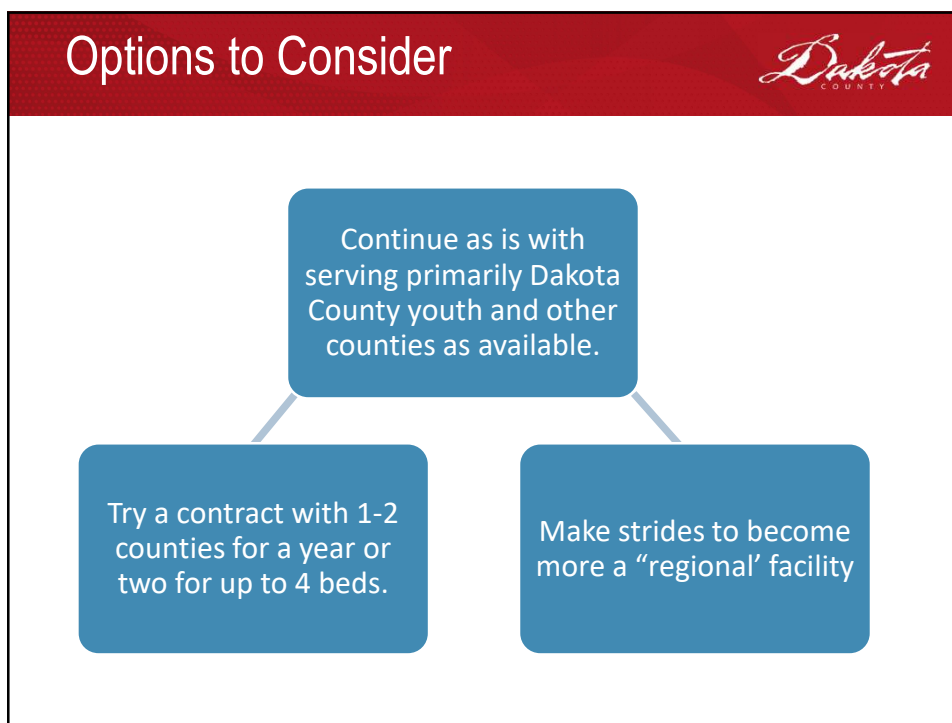 Options to Consider
Dakota
COUNTY
Continue as is with
serving primarily Dakota
County youth and other
counties as available.
Try a contract with 1-2
counties for a year or
two for up to 4 beds.
Make strides to become
more a “regional’ facility